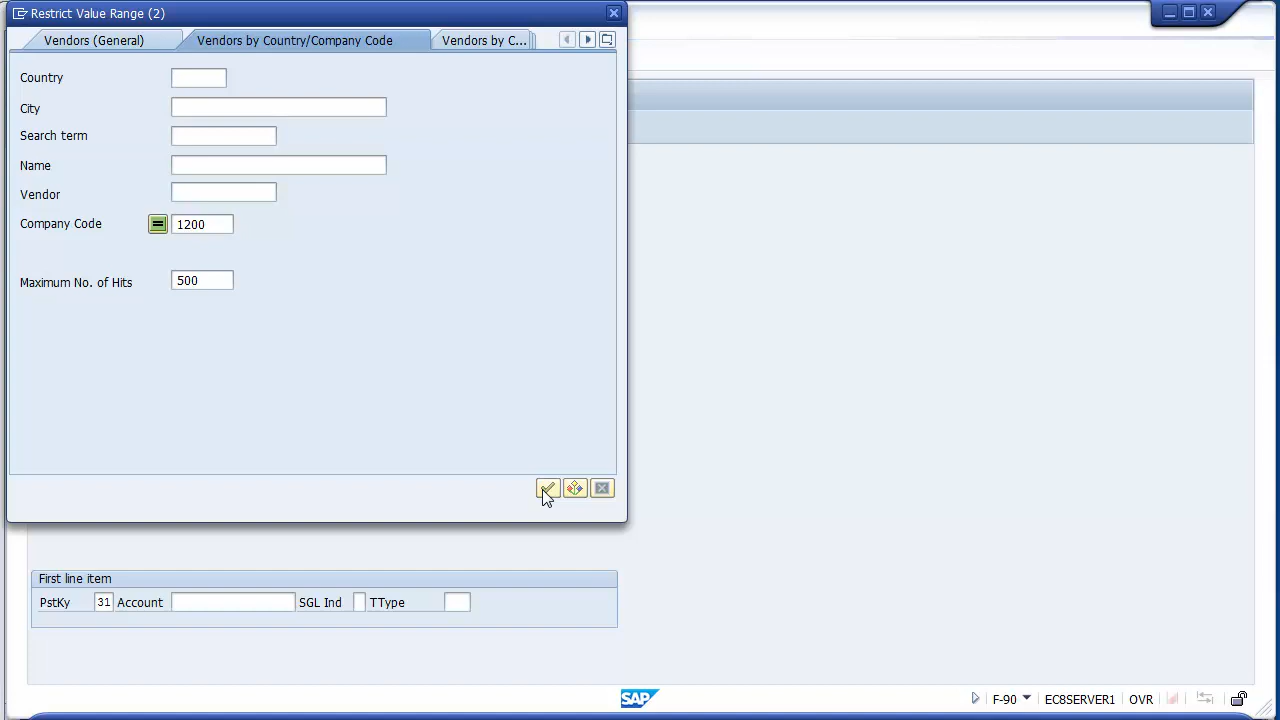 Restrict Value Range (2)
Vendors (General)
Vendors by Country/Company Code
Vendors by C...
Country
City
Search term
Name
Vendor
Company Code 1200
Maximum No. of Hits 500
First line item
PstKy 31 Account SGL Ind TType
SAP F-90 EC8SERVER1 OVR